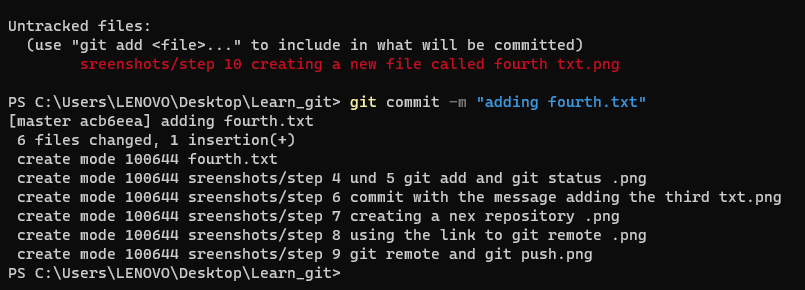 Untracked files:
(use "git add <file>..." to include in what will be committed)
sreenshots/step 10 creating a new file called fourth txt.png
PS C:\Users\LENOVO\Desktop\Learn_git> git commit -m "adding fourth.txt"
[master acb6eea] adding fourth.txt
6 files changed, 1 insertion(+)
create mode 100644 fourth.txt
create mode 100644 sreenshots/step 4 und 5 git add and git status .png
create mode 100644 sreenshots/step 6 commit with the message adding the third txt.png
create mode 100644 sreenshots/step 7 creating a nex repository .png
create mode 100644 sreenshots/step 8 using the link to git remote .png
create mode 100644 sreenshots/step 9 git remote and git push.png
PS C:\Users\LENOVO\Desktop\Learn_git>